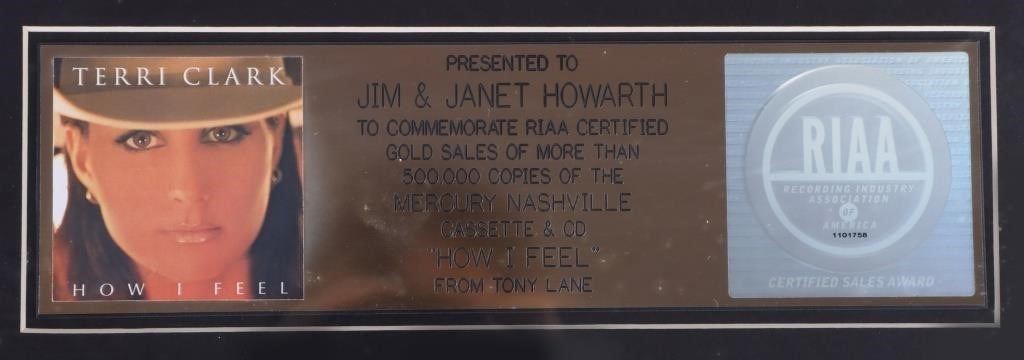 TERRI CLARK
HOW I FEEL
PRESENTED TO
JIM & JANET HOWARTH
TO COMMEMORATE RIAA CERTIFIED
GOLD SALES OF MORE THAN
500,000 COPIES OF THE
MERCURY NASHVILLE
CASSETTE & CD
"HOW I FEEL"
FROM TONY LANE
RIAA
RECORDING INDUSTRY
ASSOCIATION
OF
AMERICA
1101758
CERTIFIED SALES AWARD